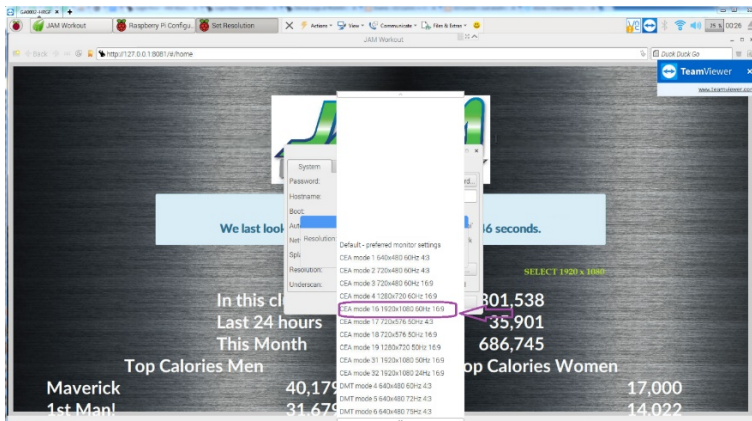 JAM Workout
Raspberry Pi Configu..
Set Resolution
Actions
View
Communicate
Files & Extras
25 %
00:26
JAM Workout
Back
http://127.0.0.1:8081/#/home
Duck Duck Go
TeamViewer
www.teamviewer.com
System
Password:
Hostname:
Boot:
Resolution:
Underscan:
Resolution
We last look
6 seconds.
Default - preferred monitor settings
CEA mode 1 640x480 60Hz 4:3
CEA mode 2 720x480 60Hz 4:3
CEA mode 3 720x480 60Hz 16:9
CEA mode 4 1280x720 60Hz 16:9
CEA mode 16 1920x1080 60Hz 16:9
CEA mode 17 720x576 50Hz 4:3
CEA mode 18 720x576 50Hz 16:9
CEA mode 19 1280x720 50Hz 16:9
CEA mode 31 1920x1080 50Hz 16:9
CEA mode 32 1920x1080 24Hz 16:9
DMT mode 4 640x480 60Hz 4:3
DMT mode 5 640x480 72Hz 4:3
DMT mode 6 640x480 75Hz 4:3
SELECT 1920 x 1080
In this cl
301,538
Last 24 hours
35,901
This Month
686,745
Top Calories Men
op Calories Women
Maverick
40,179
17,000
1st Man!
31,679
14,022